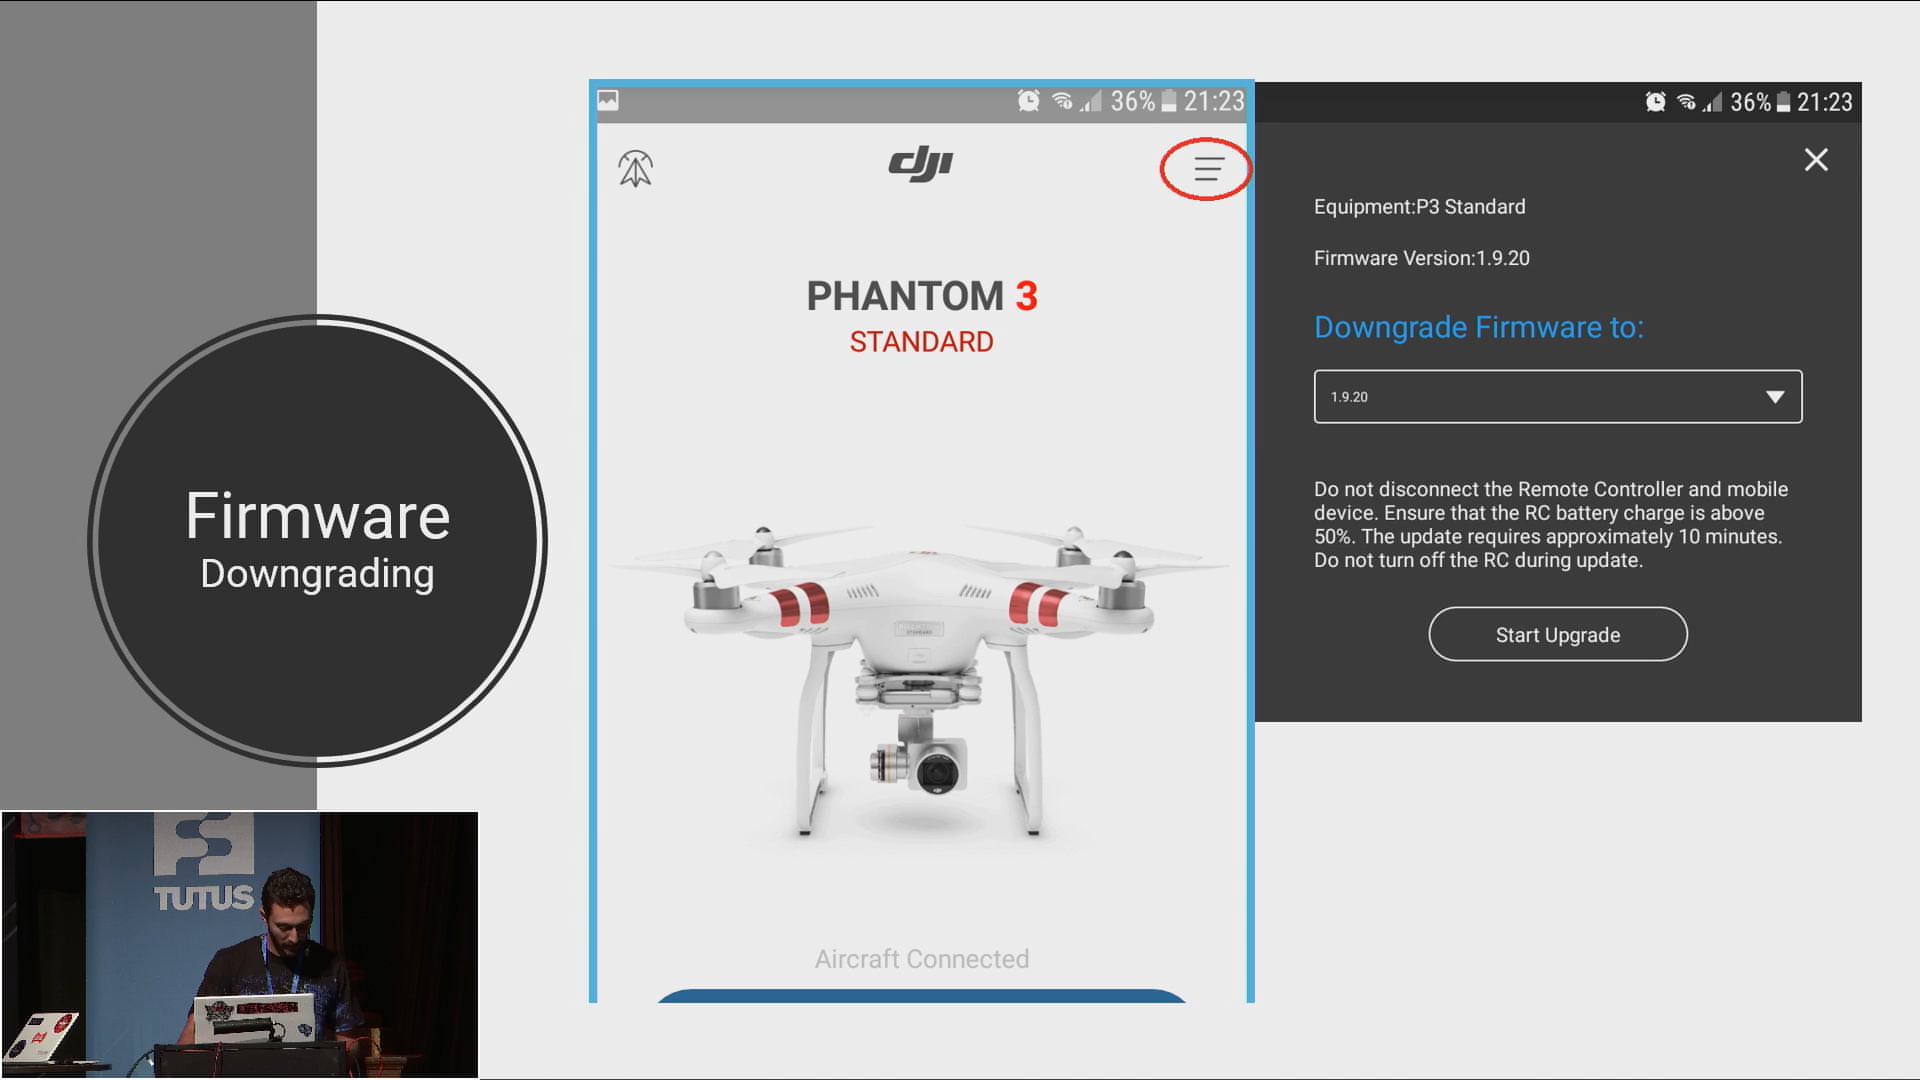 Firmware
Downgrading
36% 21:23
dji
PHANTOM 3
STANDARD
Aircraft Connected
36% 21:23
Equipment:P3 Standard
Firmware Version:1.9.20
Downgrade Firmware to:
1.9.20
Do not disconnect the Remote Controller and mobile
device. Ensure that the RC battery charge is above
50%. The update requires approximately 10 minutes.
Do not turn off the RC during update.
Start Upgrade
TUTUS